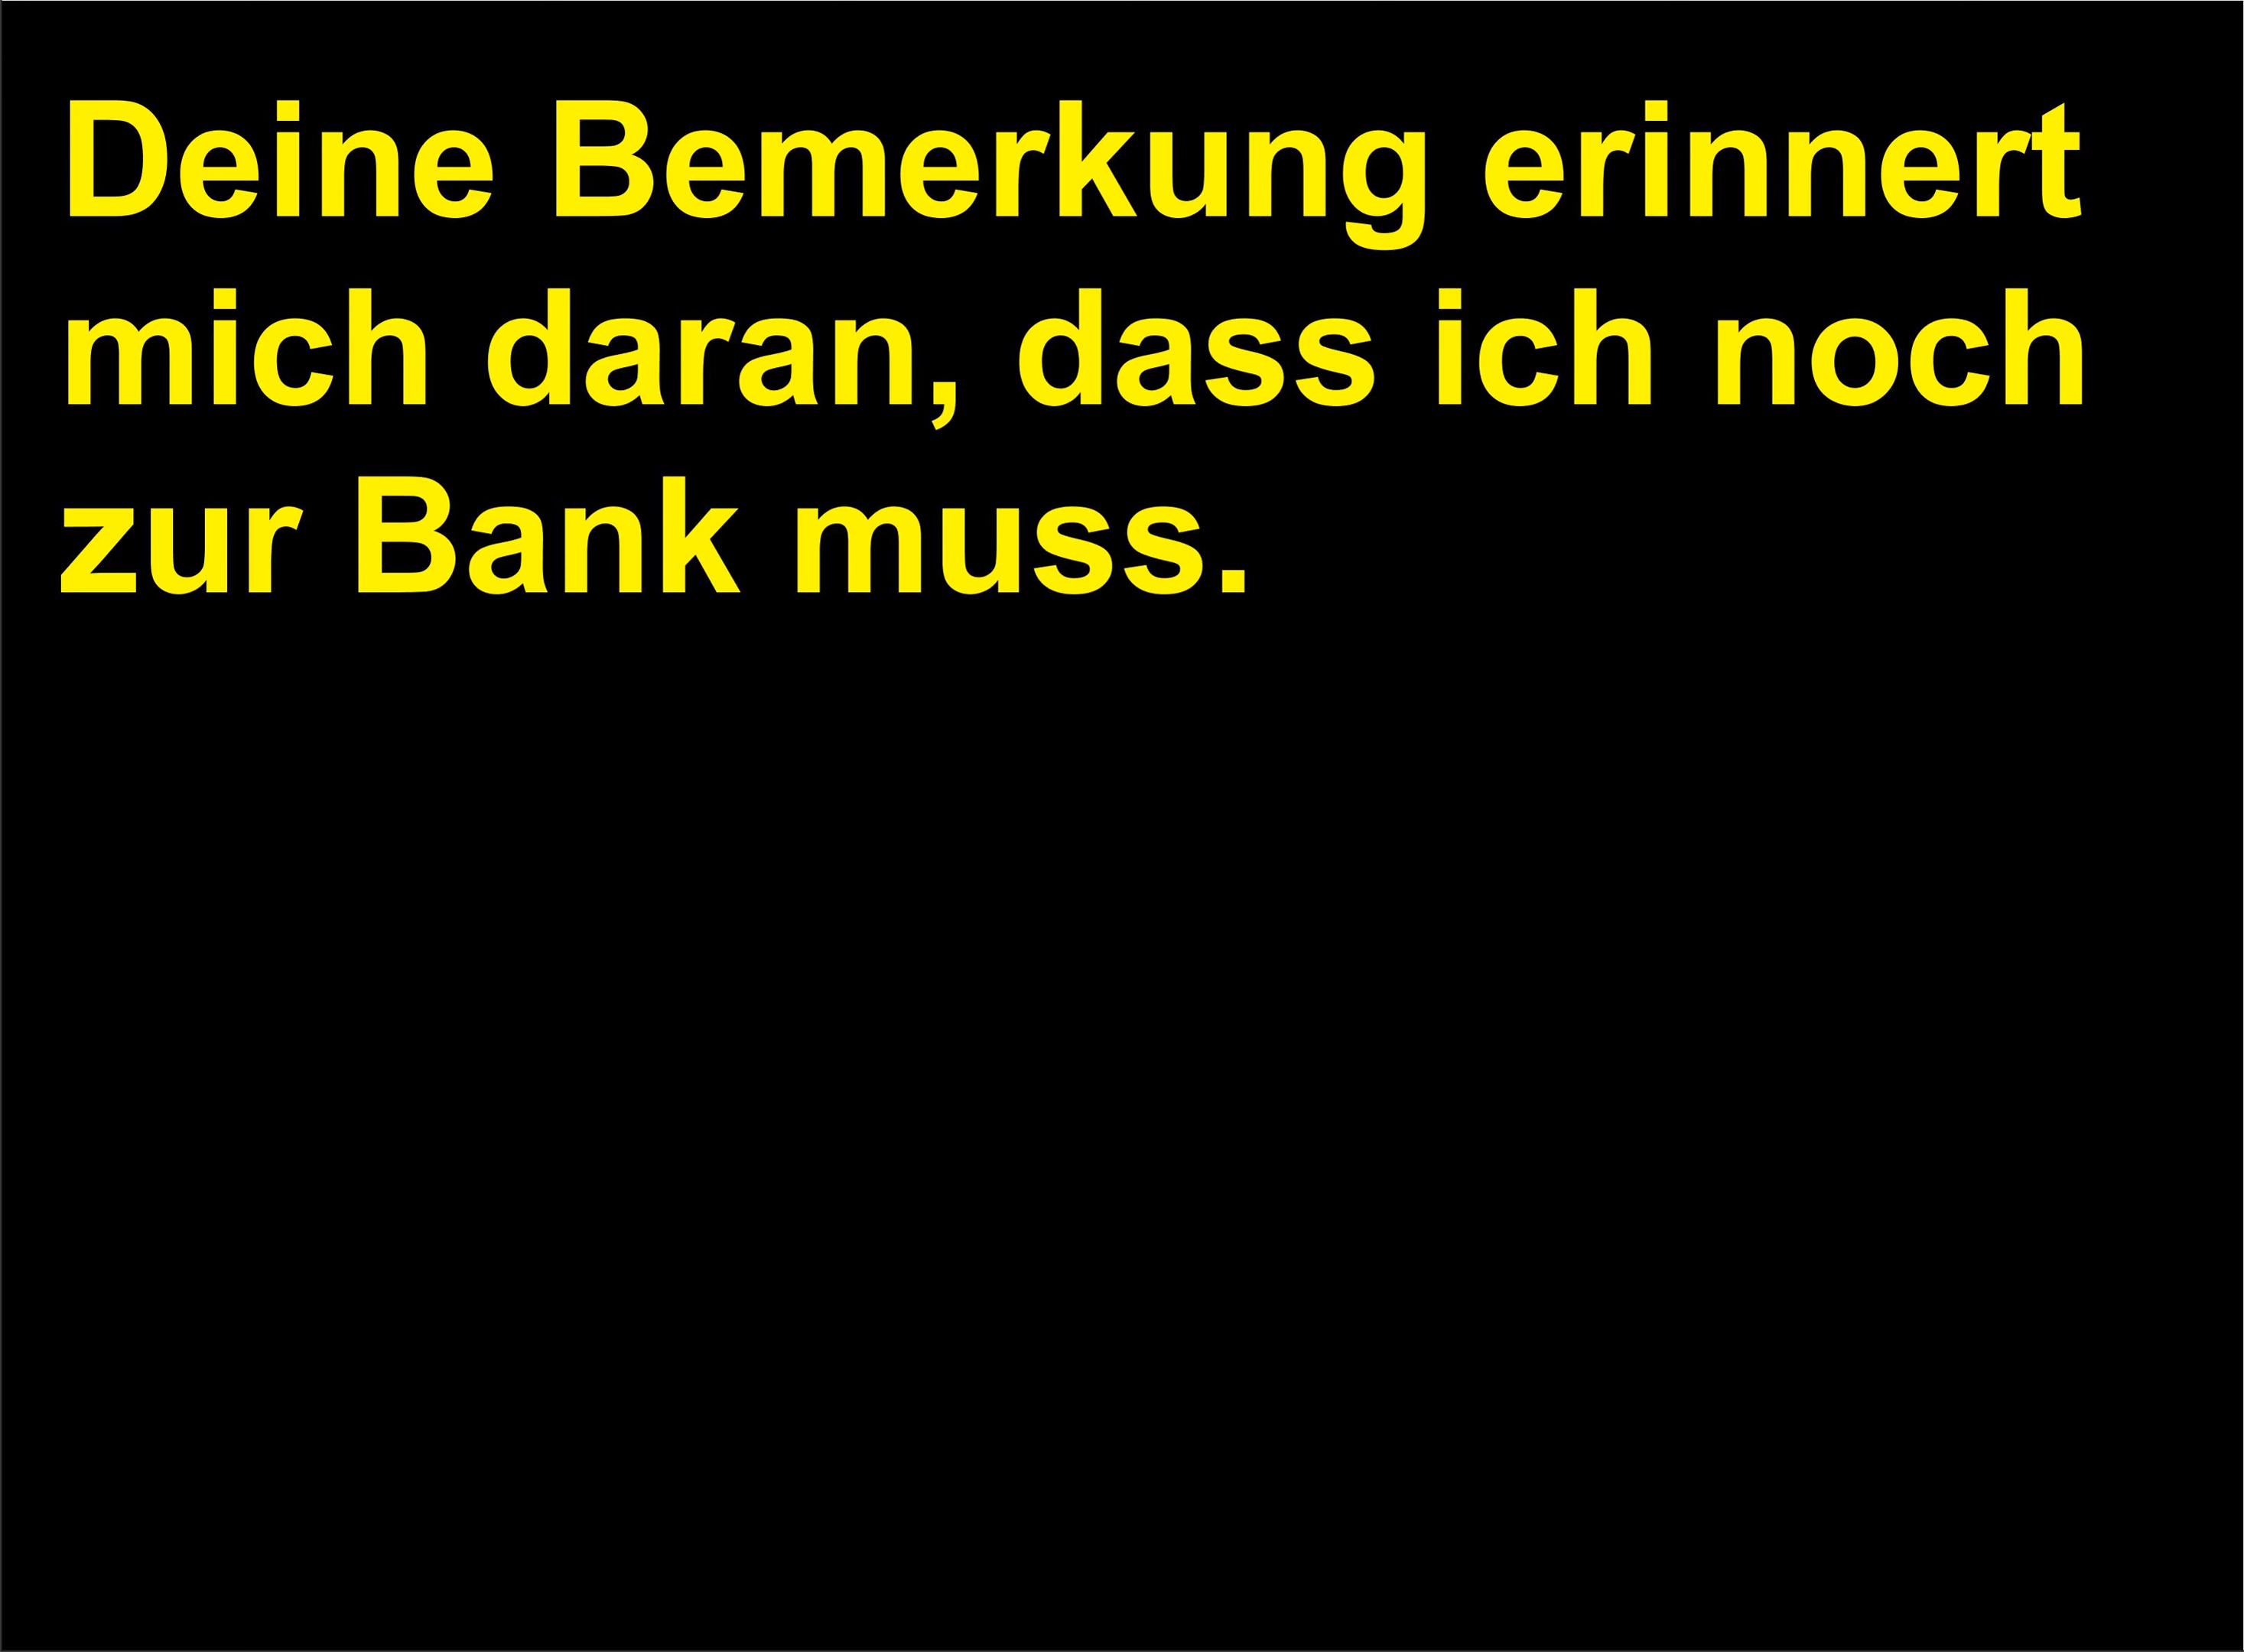 Deine Bemerkung erinnert
mich daran, dass ich noch
zur Bank muss.